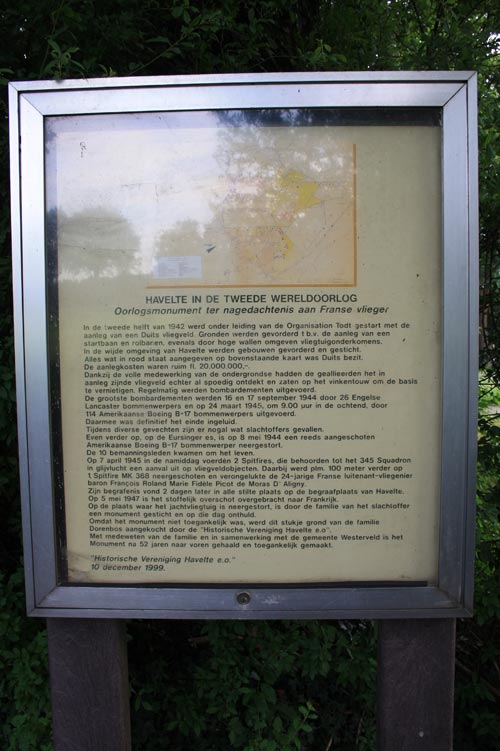 HAVELTE IN DE TWEEDE WERELDOORLOG
Oorlogsmonument ter nagedachtenis aan Franse vlieger
In de tweede helft van 1942 werd onder leiding van de Organisation Todt gestart met de
aanleg van een Duits vliegveld. Gronden werden gevorderd t.b.v. de aanleg van een
startbaan en rolbanen, evenals door hoge wallen omgeven vliegtuigonderkomens.
In de wijde omgeving van Havelte werden gebouwen gevorderd en gesticht.
Alles wat in rood staat aangegeven op bovenstaande kaart was Duits bezit.
De aanlegkosten waren ruim fl. 20.000.000,-.
Dankzij de volle medewerking van de ondergrondse hadden de geallieerden het in
aanleg zijnde vliegveld echter al spoedig ontdekt en zaten op het vinkentouw om de basis
te vernietigen. Regelmatig werden bombardementen uitgevoerd.
De grootste bombardementen werden 16 en 17 september 1944 door 26 Engelse
Lancaster bommenwerpers en op 24 maart 1945, om 9.00 uur in de ochtend, door
114 Amerikaanse Boeing B-17 bommenwerpers uitgevoerd.
Daarmee was definitief het einde ingeluid.
Tijdens diverse gevechten zijn er nogal wat slachtoffers gevallen.
Even verder op, op de Eursinger es, is op 8 mei 1944 een reeds aangeschoten
Amerikaanse Boeing B-17 bommenwerper neergestort.
De 10 bemanningsleden kwamen om het leven.
Op 7 april 1945 in de namiddag voerden 2 Spitfires, die behoorden tot het 345 Squadron
in glijvlucht een aanval uit op vliegveldobjecten. Daarbij werd plm. 100 meter verder op
1 Spitfire MK 368 neergeschoten en verongelukte de 24-jarige Franse luitenant-vliegenier
baron François Roland Marie Fidèle Picot de Moras D' Aligny.
Zijn begrafenis vond 2 dagen later in alle stilte plaats op de begraafplaats van Havelte.
Op 5 mei 1947 is het stoffelijk overschot overgebracht naar Frankrijk.
Op de plaats waar het jachtvliegtuig is neergestort, is door de familie van het slachtoffer
een monument gesticht en op die dag onthuld.
Omdat het monument niet toegankelijk was, werd dit stukje grond van de familie
Dorenbos aangekocht door de "Historische Vereniging Havelte e.o".
Met medeweten van de familie en in samenwerking met de gemeente Westerveld is het
Monument na 52 jaren naar voren gehaald en toegankelijk gemaakt.
"Historische Vereniging Havelte e.o."
10 december 1999.